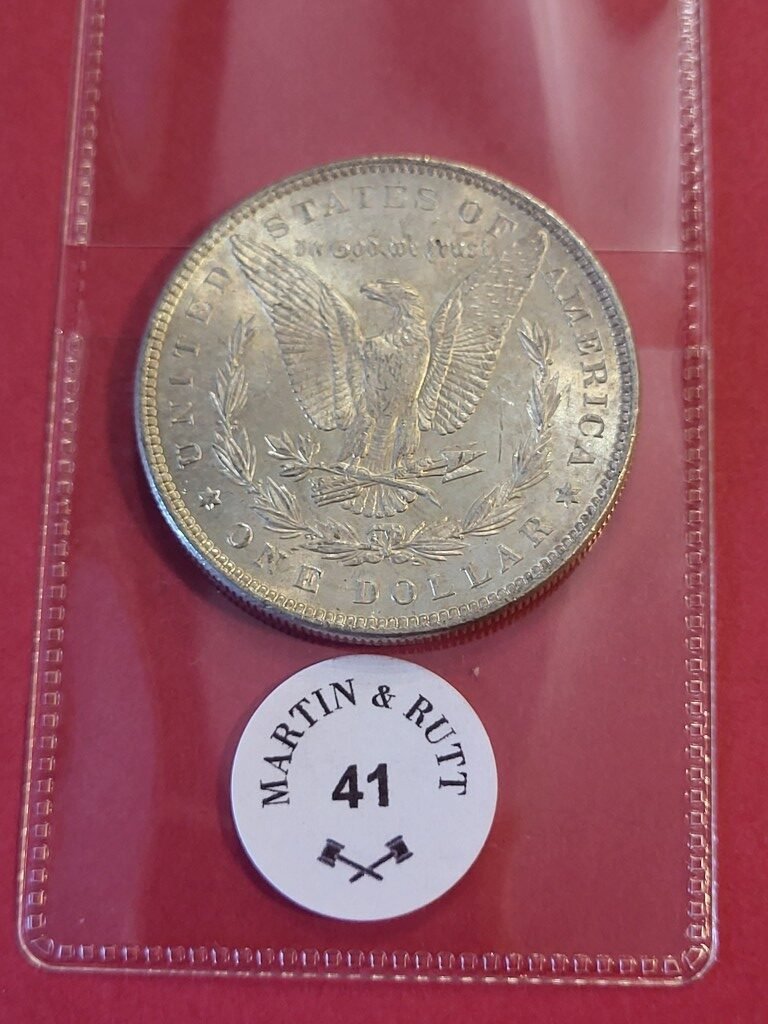 UNITED STATES OF AMERICA
In God we trust
ONE DOLLAR
MARTIN & RUTT
41